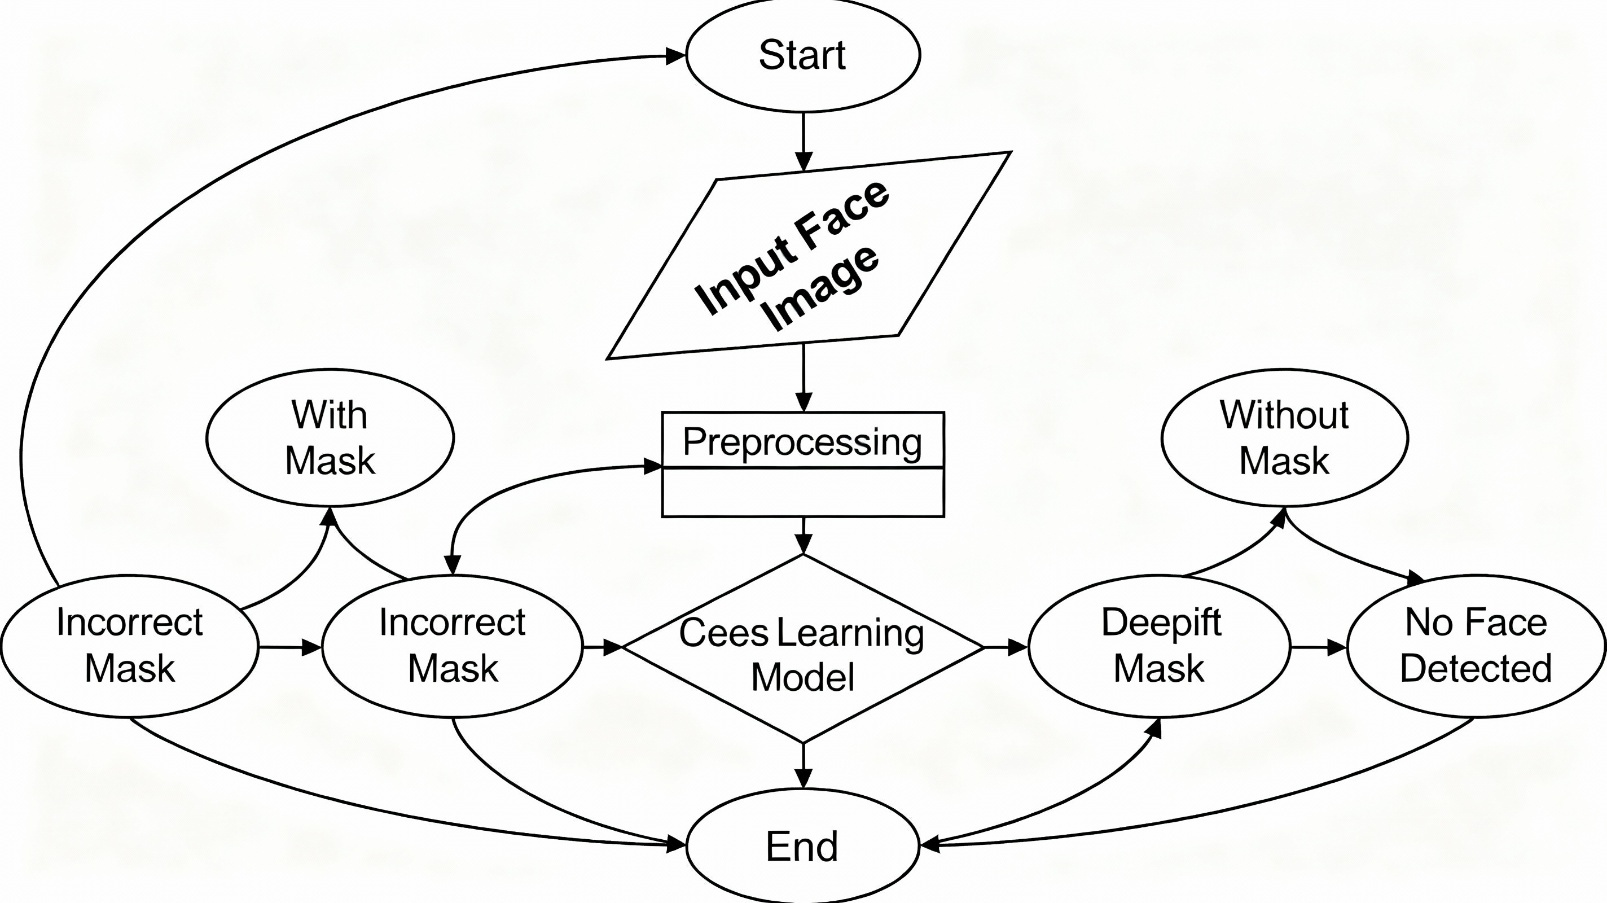 Start
Input Face
Image
With
Mask
Preprocessing
Without
Mask
Incorrect
Mask
Incorrect
Mask
Cees Learning
Model
Deepift
Mask
No Face
Detected
End